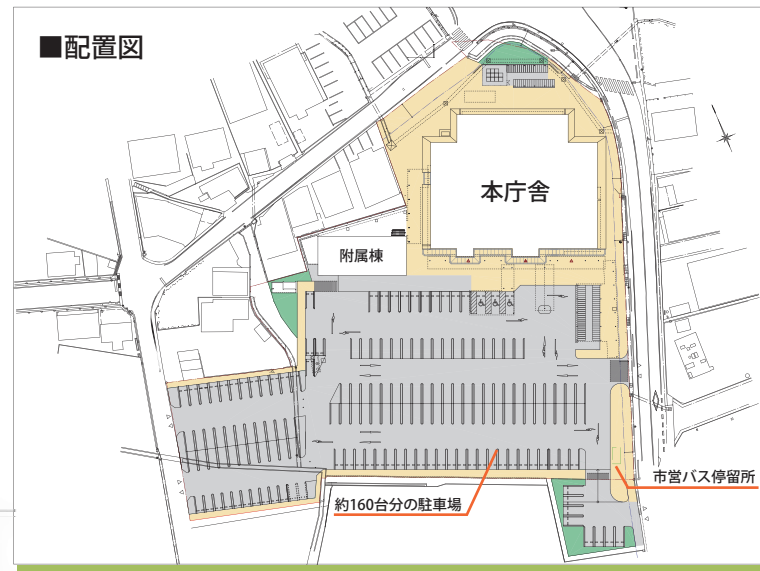 ■配置図
本庁舎
附属棟
市営バス停留所
約160台分の駐車場